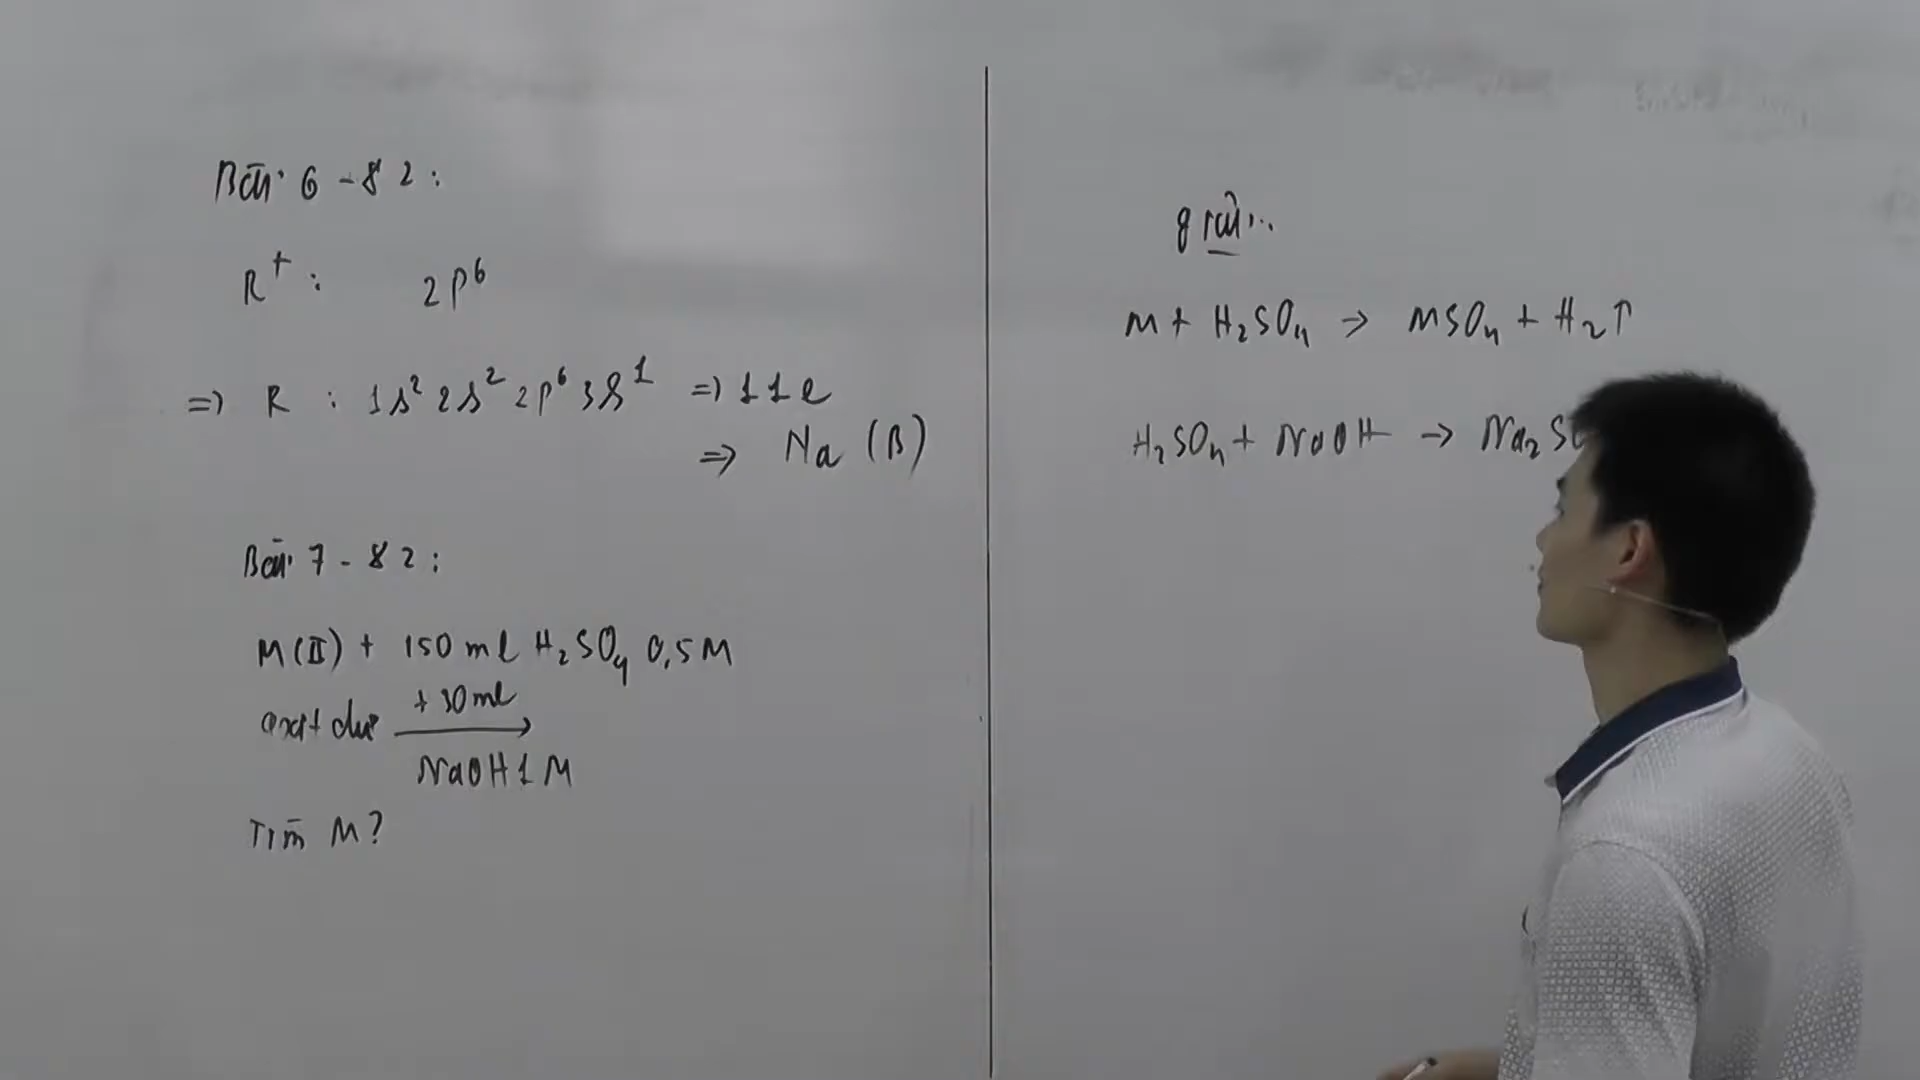 Bài 6 - 82:
R⁺ : 2p⁶
=> R : 1s² 2s² 2p⁶ 3s¹ => 11e
=> Na (B)
Bài 7 - 82:
M(II) + 150 ml H₂SO₄ 0,5M
axit dư + 30ml
NaOH 1M
Tìm M?
giải:
M + H₂SO₄ → MSO₄ + H₂↑
H₂SO₄ + NaOH → Na₂S